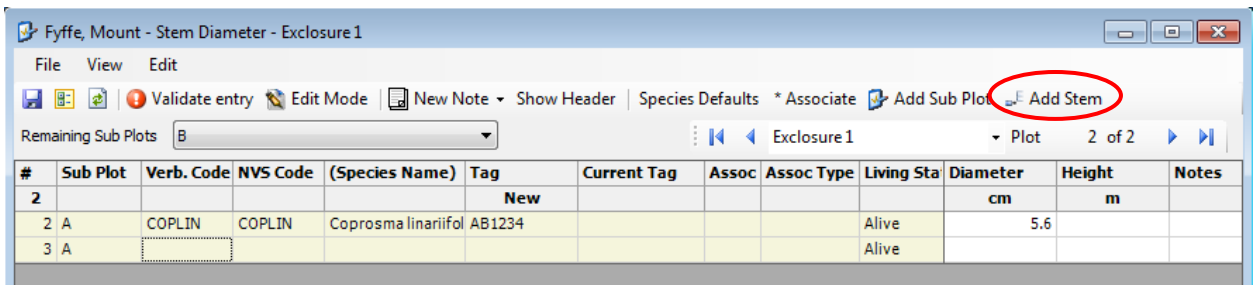 Fyffe, Mount - Stem Diameter - Exclosure 1
File View Edit
Validate entry Edit Mode New Note Show Header Species Defaults * Associate Add Sub Plot Add Stem
Remaining Sub Plots B Exclosure 1 Plot 2 of 2
# Sub Plot Verb. Code NVS Code (Species Name) Tag Current Tag Assoc Assoc Type Living Sta Diameter Height Notes
2 New cm m
2 A COPLIN COPLIN Coprosma linariifol AB1234 Alive 5.6
3 A Alive